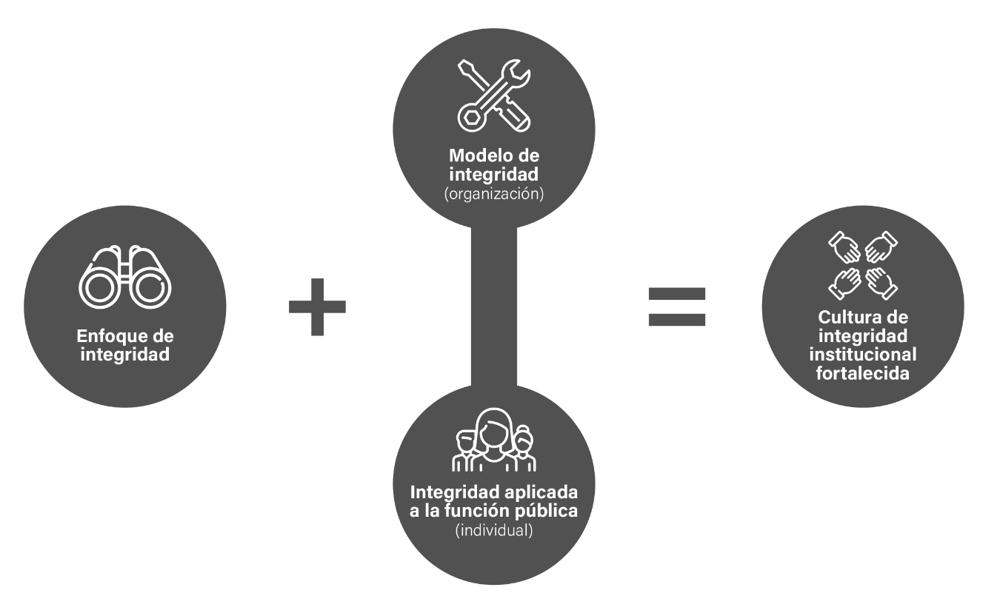 Enfoque de
integridad
+
Modelo de
integridad
(organización)
Integridad aplicada
a la función pública
(individual)
=
Cultura de
integridad
institucional
fortalecida